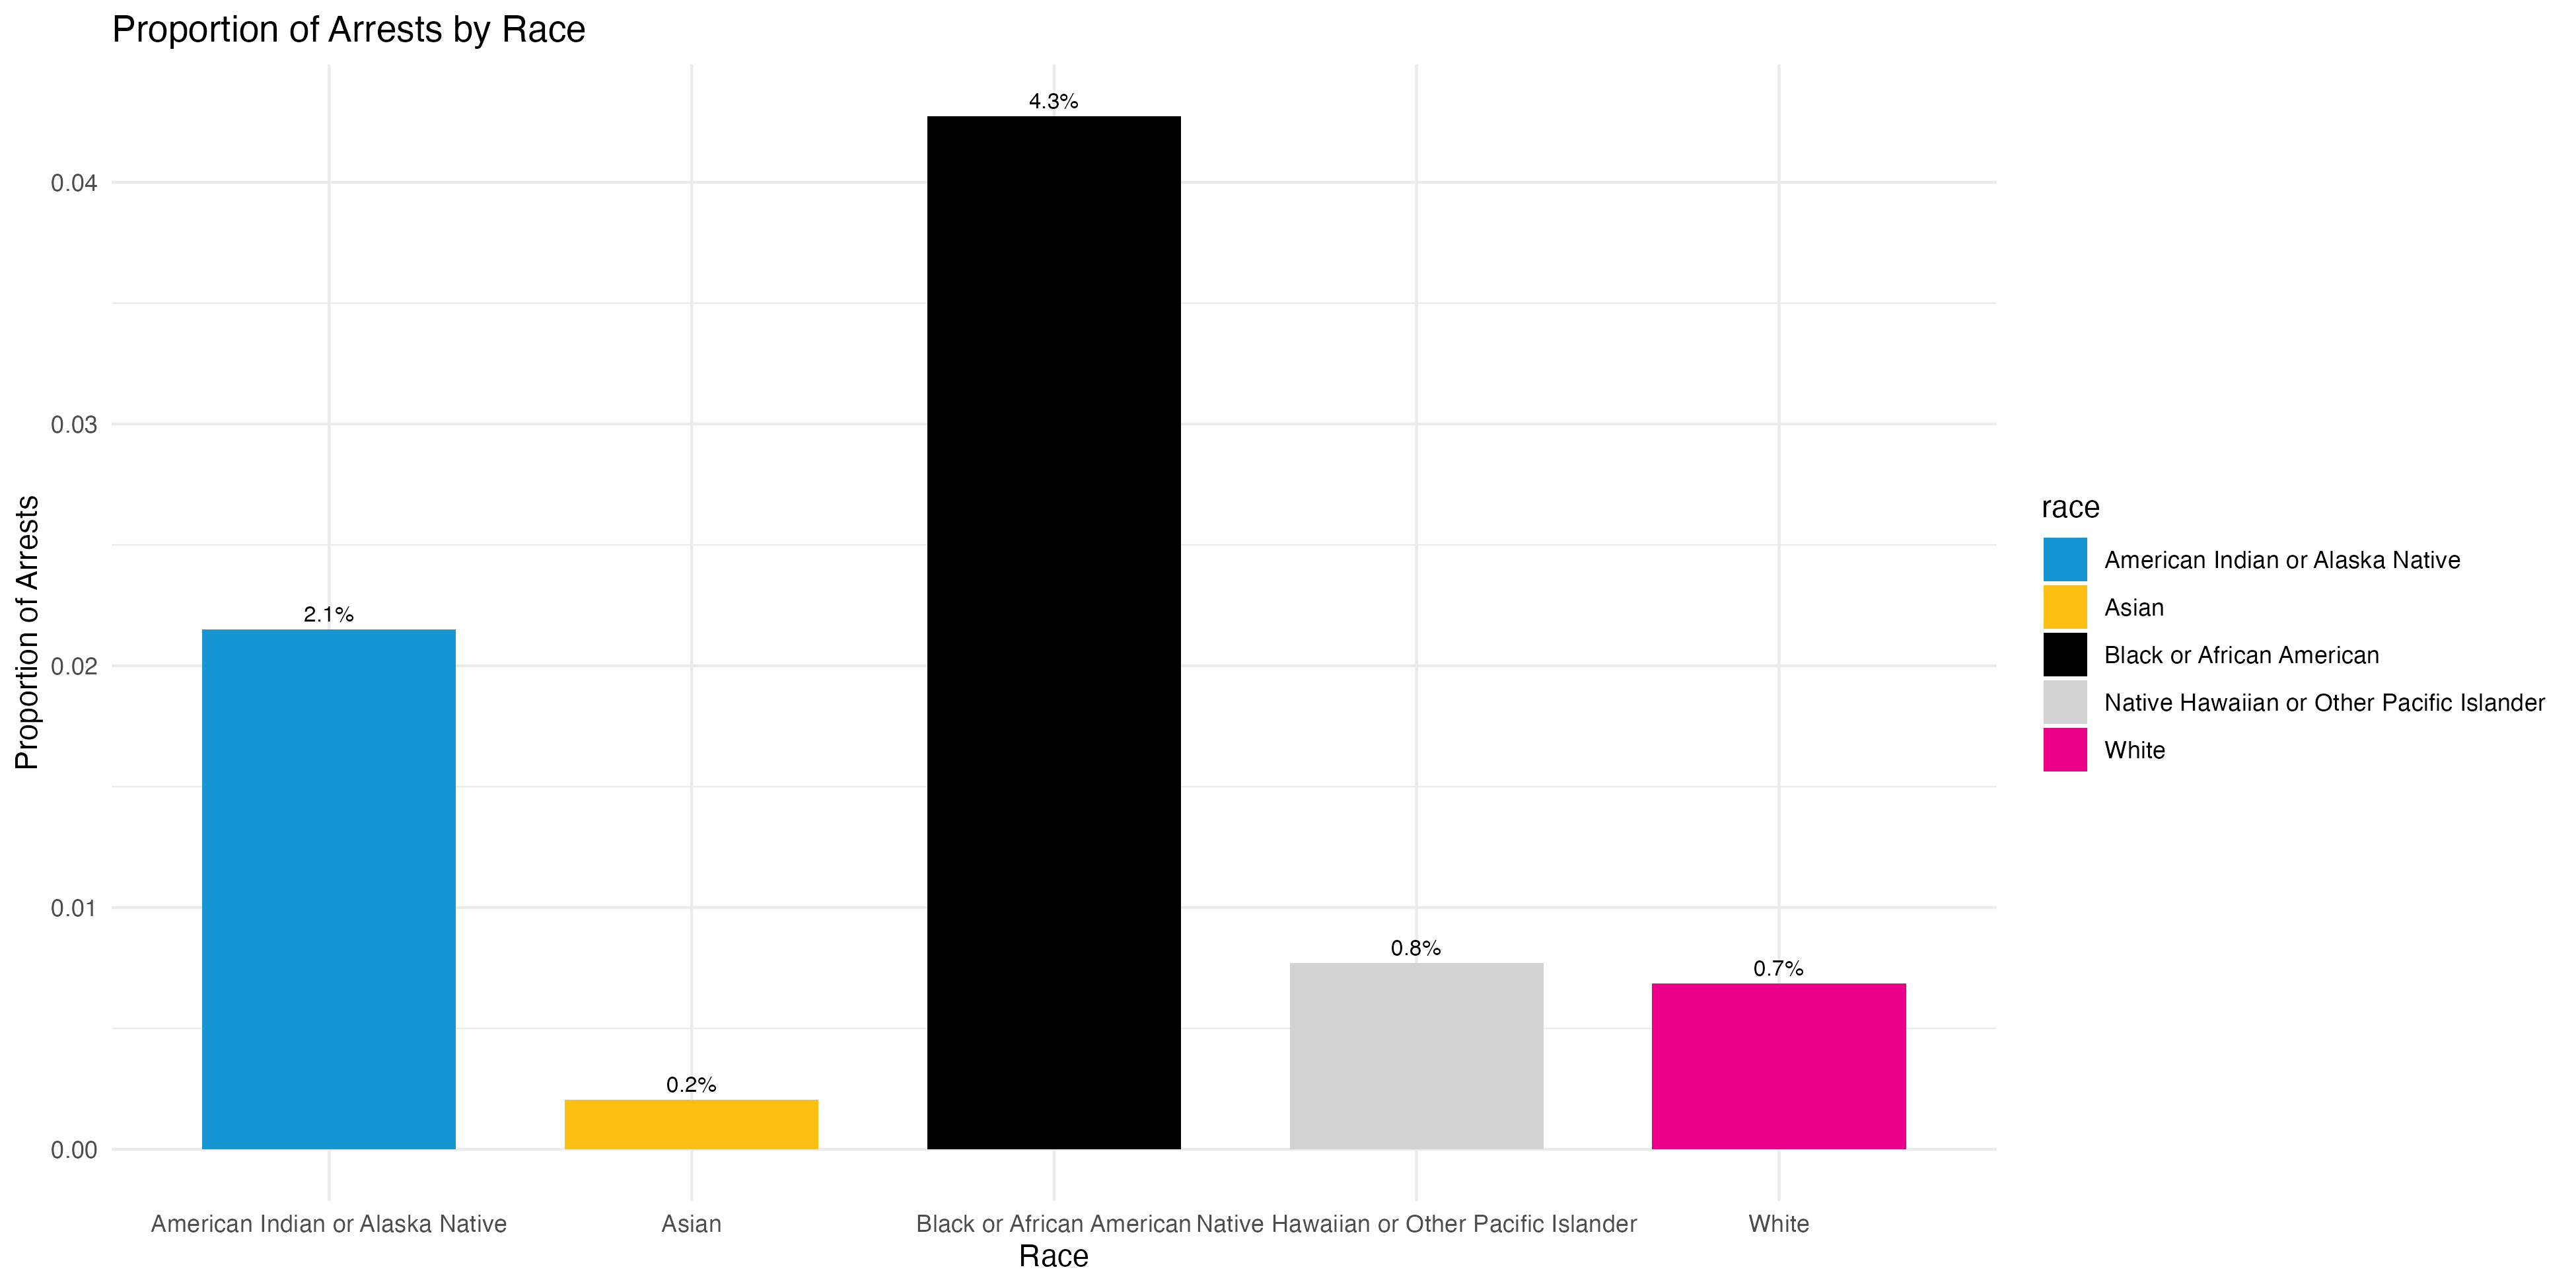 Proportion of Arrests by Race
Proportion of Arrests
0.04
0.03
0.02
0.01
0.00
2.1%
0.2%
4.3%
0.8%
0.7%
American Indian or Alaska Native
Asian
Black or African American
Native Hawaiian or Other Pacific Islander
White
Race
race
American Indian or Alaska Native
Asian
Black or African American
Native Hawaiian or Other Pacific Islander
White